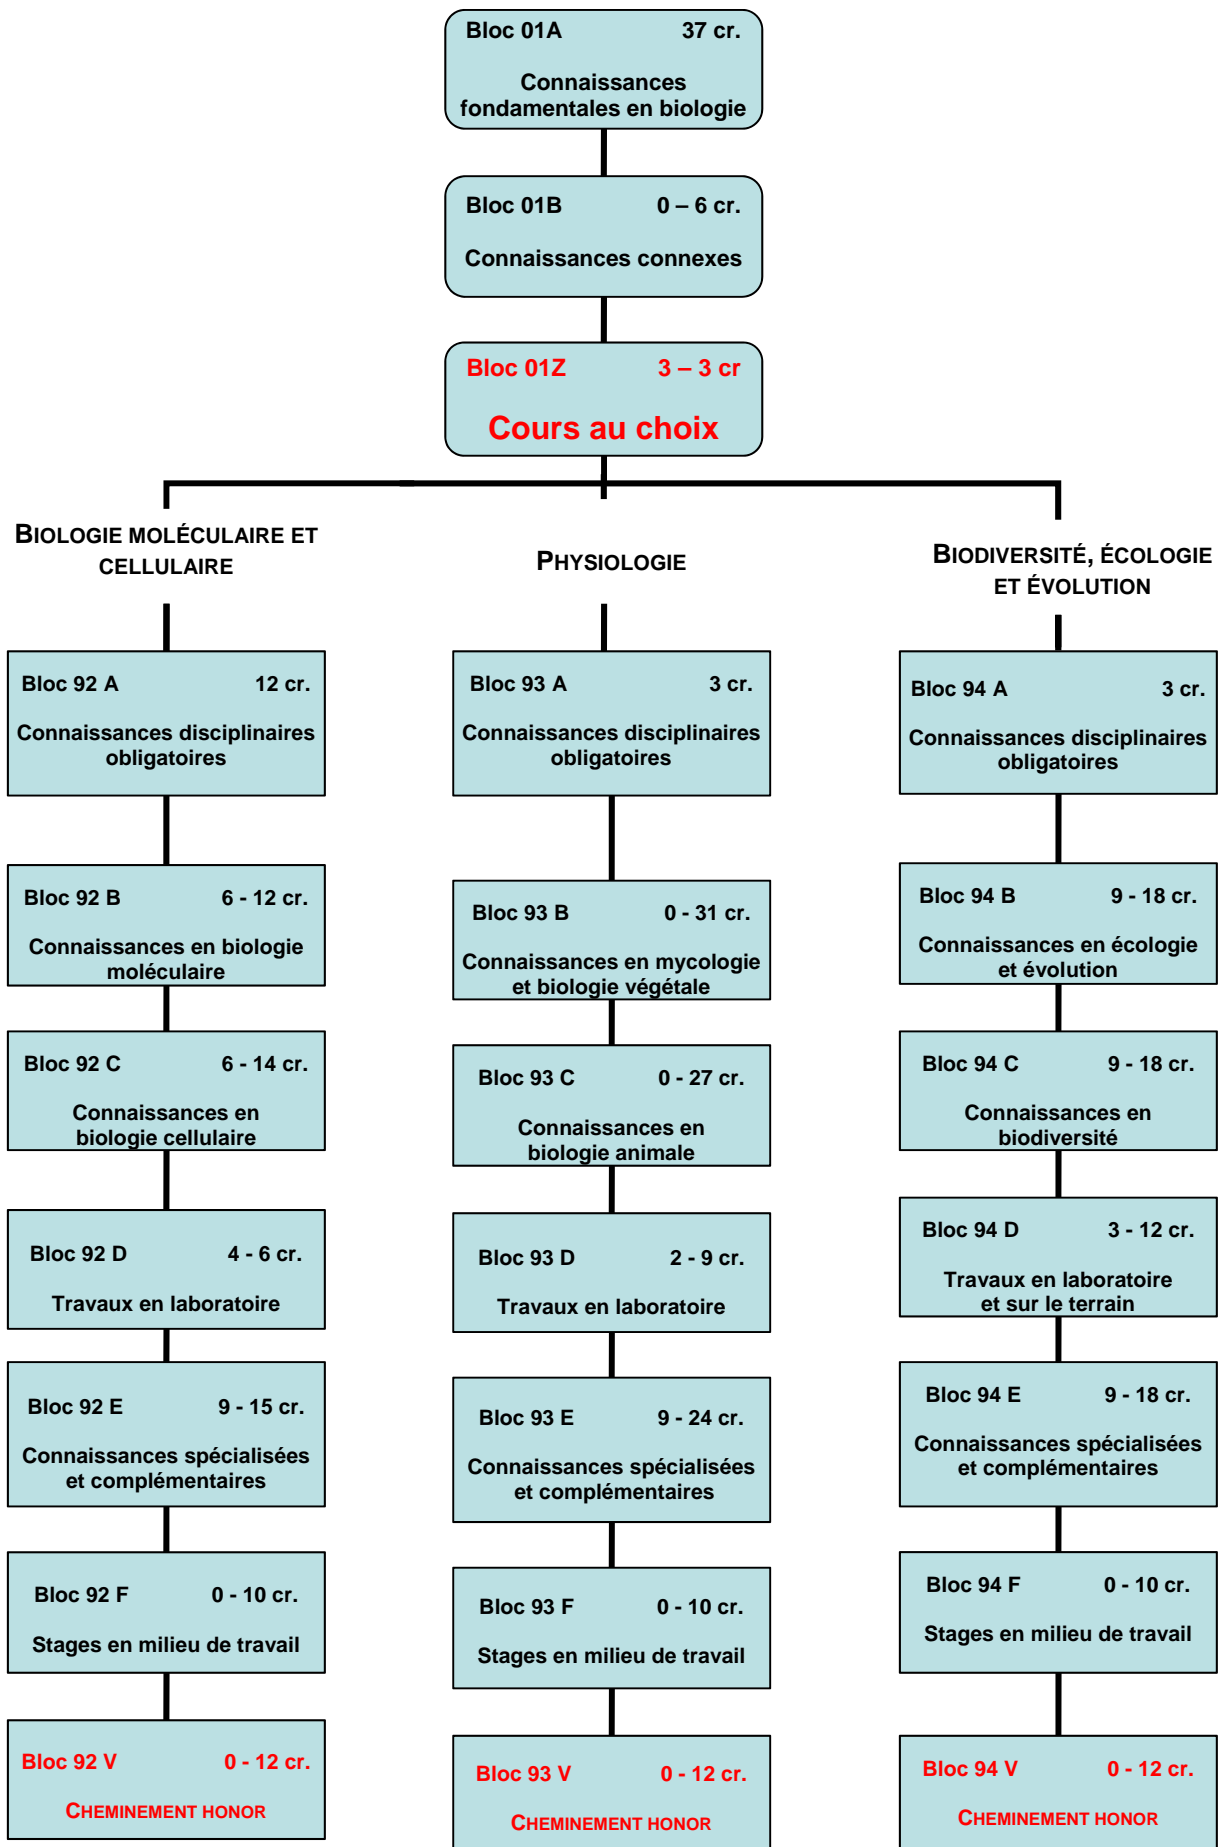 Bloc 01A 37 cr.
Connaissances
fondamentales en biologie
Bloc 01B 0 – 6 cr.
Connaissances connexes
Bloc 01Z 3 – 3 cr
Cours au choix
BIOLOGIE MOLÉCULAIRE ET
CELLULAIRE
PHYSIOLOGIE
BIODIVERSITÉ, ÉCOLOGIE
ET ÉVOLUTION
Bloc 92 A 12 cr.
Connaissances disciplinaires
obligatoires
Bloc 92 B 6 - 12 cr.
Connaissances en biologie
moléculaire
Bloc 92 C 6 - 14 cr.
Connaissances en
biologie cellulaire
Bloc 92 D 4 - 6 cr.
Travaux en laboratoire
Bloc 92 E 9 - 15 cr.
Connaissances spécialisées
et complémentaires
Bloc 92 F 0 - 10 cr.
Stages en milieu de travail
Bloc 92 V 0 - 12 cr.
CHEMINEMENT HONOR
Bloc 93 A 3 cr.
Connaissances disciplinaires
obligatoires
Bloc 93 B 0 - 31 cr.
Connaissances en mycologie
et biologie végétale
Bloc 93 C 0 - 27 cr.
Connaissances en
biologie animale
Bloc 93 D 2 - 9 cr.
Travaux en laboratoire
Bloc 93 E 9 - 24 cr.
Connaissances spécialisées
et complémentaires
Bloc 93 F 0 - 10 cr.
Stages en milieu de travail
Bloc 93 V 0 - 12 cr.
CHEMINEMENT HONOR
Bloc 94 A 3 cr.
Connaissances disciplinaires
obligatoires
Bloc 94 B 9 - 18 cr.
Connaissances en écologie
et évolution
Bloc 94 C 9 - 18 cr.
Connaissances en
biodiversité
Bloc 94 D 3 - 12 cr.
Travaux en laboratoire
et sur le terrain
Bloc 94 E 9 - 18 cr.
Connaissances spécialisées
et complémentaires
Bloc 94 F 0 - 10 cr.
Stages en milieu de travail
Bloc 94 V 0 - 12 cr.
CHEMINEMENT HONOR